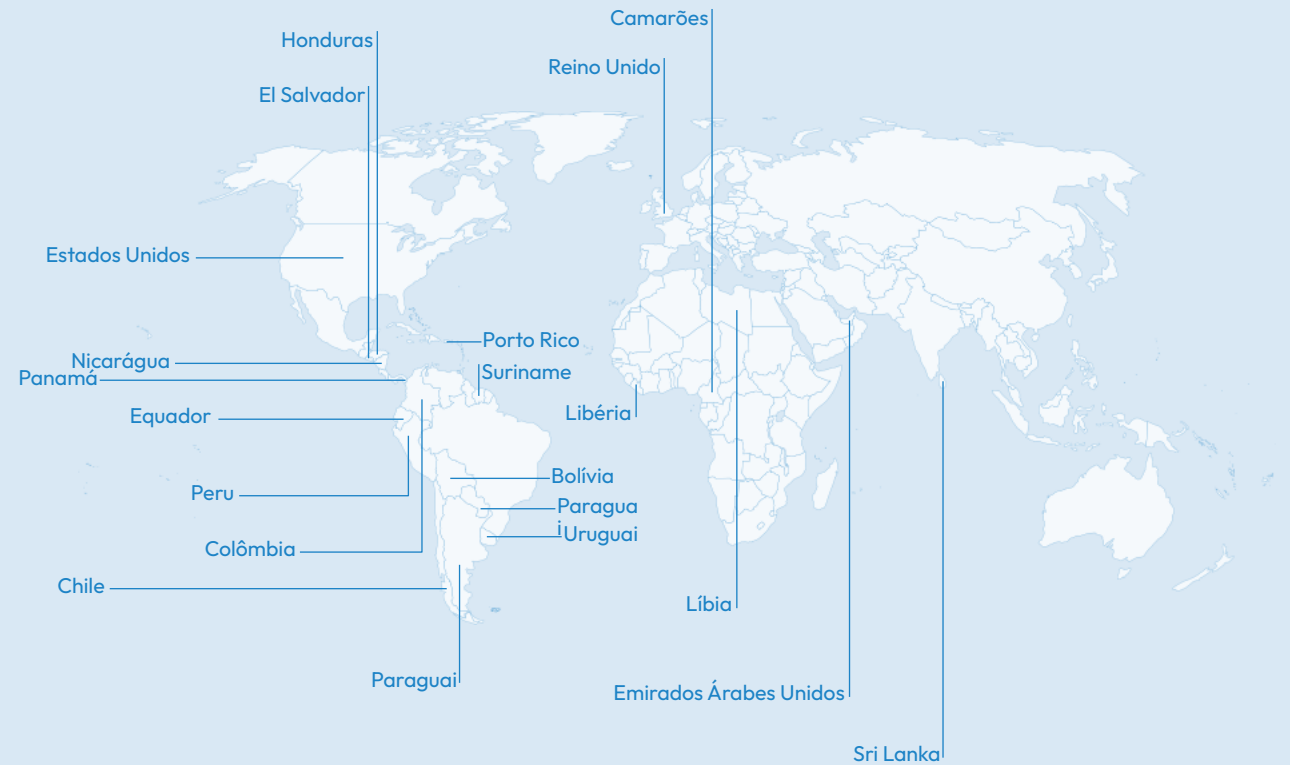 Camarões
Honduras
Reino Unido
El Salvador
Estados Unidos
Porto Rico
Nicarágua
Suriname
Panamá
Equador
Libéria
Bolívia
Peru
Paragua
i
Uruguai
Colômbia
Chile
Líbia
Paraguai
Emirados Árabes Unidos
Sri Lanka